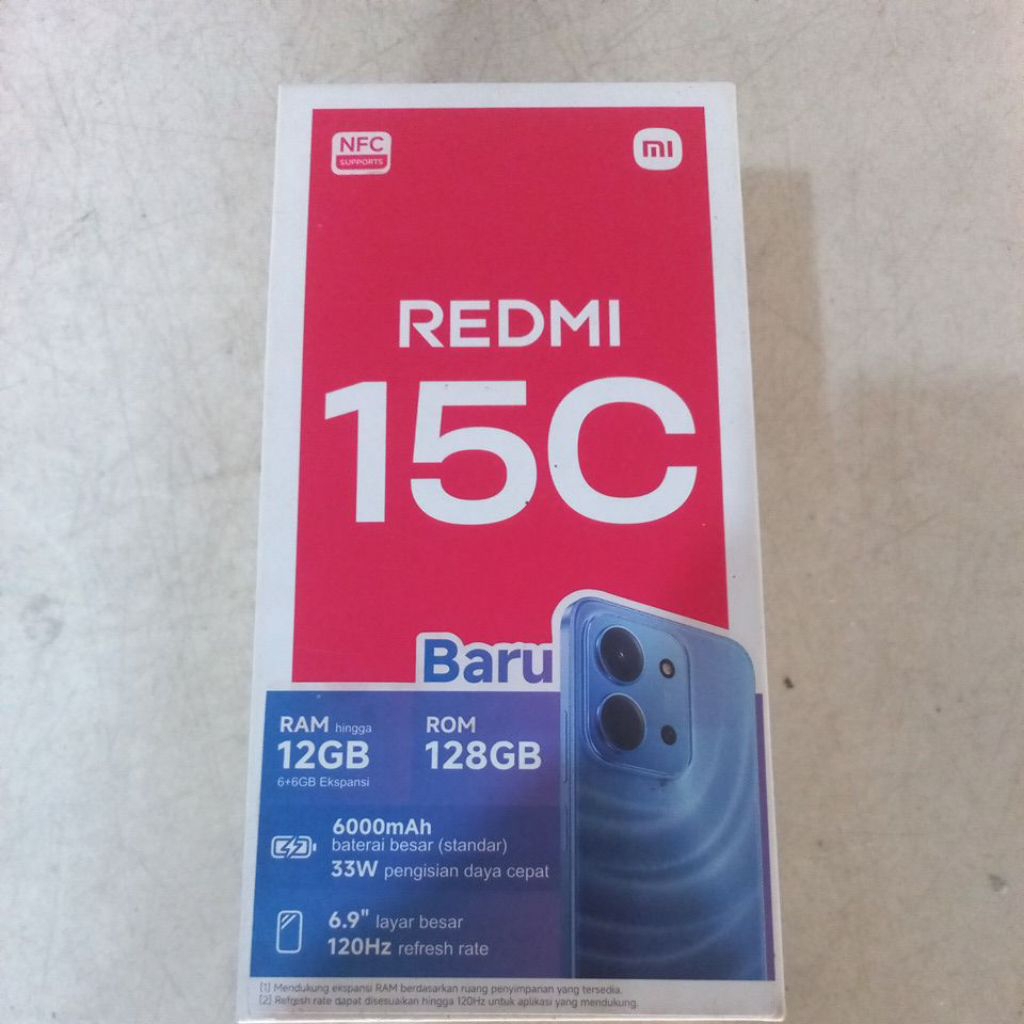 NFC
SUPPORTS
mi
REDMI
15C
Baru
RAM hingga
12GB
6+6GB Ekspansi
ROM
128GB
6000mAh
baterai besar (standar)
33W pengisian daya cepat
6.9" layar besar
120Hz refresh rate
[1] Mendukung ekspansi RAM berdasarkan ruang penyimpanan yang tersedia.
[2] Refresh rate dapat disesuaikan hingga 120Hz untuk aplikasi yang mendukung.